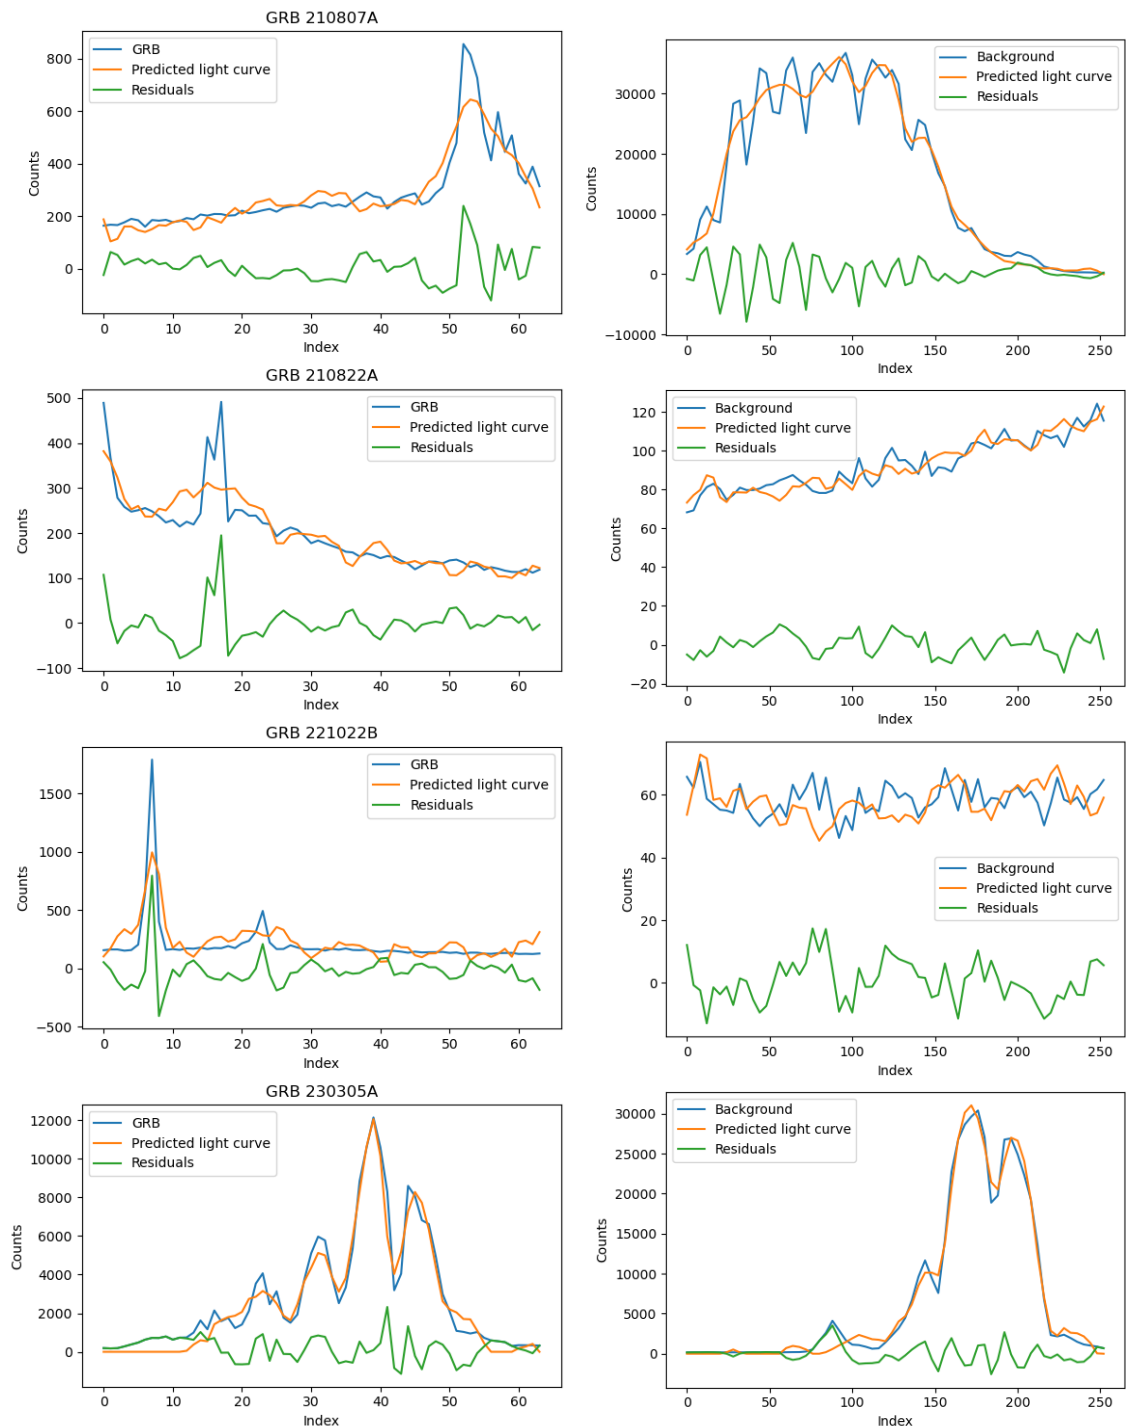 GRB 210807A
GRB
Predicted light curve
Residuals
800
600
400
200
0
Counts
0 10 20 30 40 50 60
Index
Background
Predicted light curve
Residuals
30000
20000
10000
0
−10000
Counts
0 50 100 150 200 250
Index
GRB 210822A
GRB
Predicted light curve
Residuals
500
400
300
200
100
0
−100
Counts
0 10 20 30 40 50 60
Index
Background
Predicted light curve
Residuals
120
100
80
60
40
20
0
−20
Counts
0 50 100 150 200 250
Index
GRB 221022B
GRB
Predicted light curve
Residuals
1500
1000
500
0
−500
Counts
0 10 20 30 40 50 60
Index
Background
Predicted light curve
Residuals
60
40
20
0
Counts
0 50 100 150 200 250
Index
GRB 230305A
GRB
Predicted light curve
Residuals
12000
10000
8000
6000
4000
2000
0
Counts
0 10 20 30 40 50 60
Index
Background
Predicted light curve
Residuals
30000
25000
20000
15000
10000
5000
0
Counts
0 50 100 150 200 250
Index